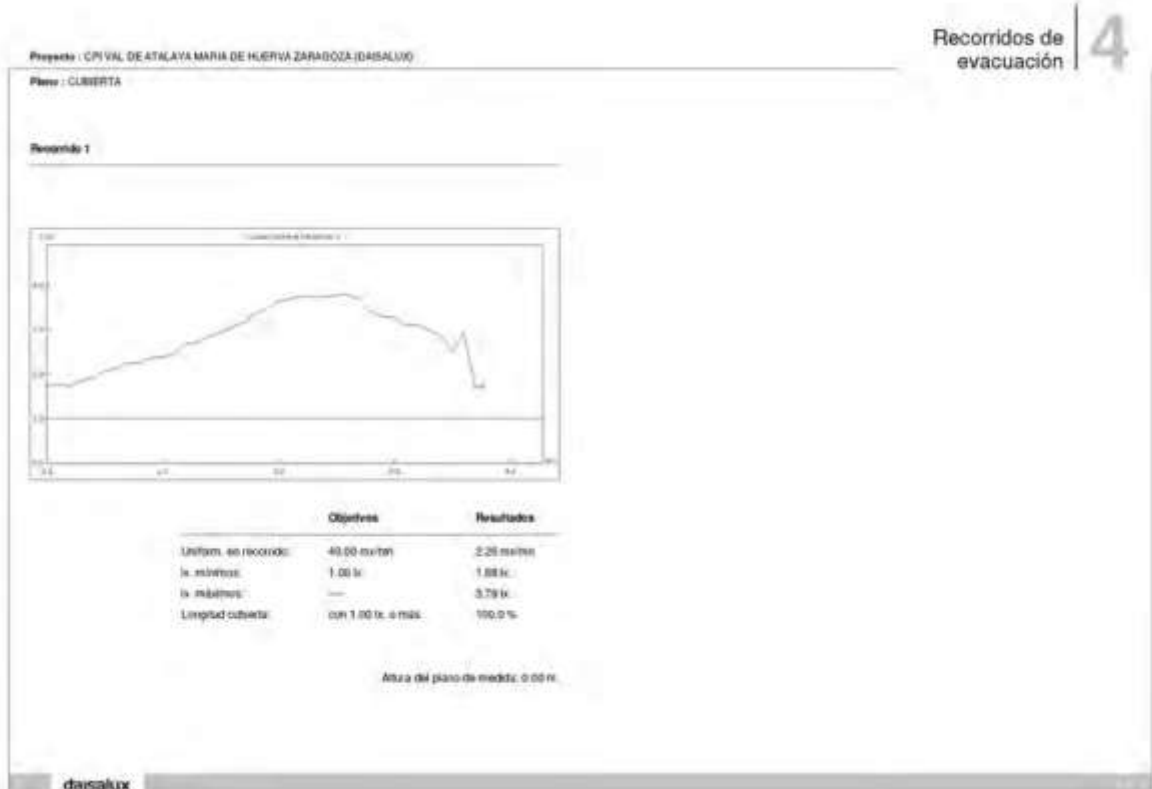 Recorridos de
evacuación
4
Proyecto : CPI VAL DE ATALAYA MARIA DE HUERVA ZARAGOZA (DAISALUX)
Plano : CUBIERTA
Recorrido 1
Objetivos Resultados
Uniform. en recorrido: 40.00 mx/mn 2.26 mx/mn
lx. mínimos: 1.00 lx. 1.68 lx.
lx. máximos: ---- 3.79 lx.
Longitud cubierta: con 1.00 lx. o más 100.0 %
Altura del plano de medida: 0.00 m.
daisalux